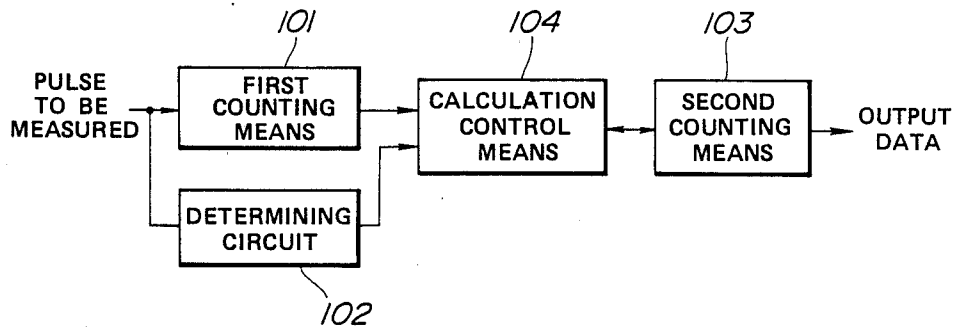 101
104
103
PULSE
TO BE
MEASURED
FIRST
COUNTING
MEANS
CALCULATION
CONTROL
MEANS
SECOND
COUNTING
MEANS
OUTPUT
DATA
DETERMINING
CIRCUIT
102